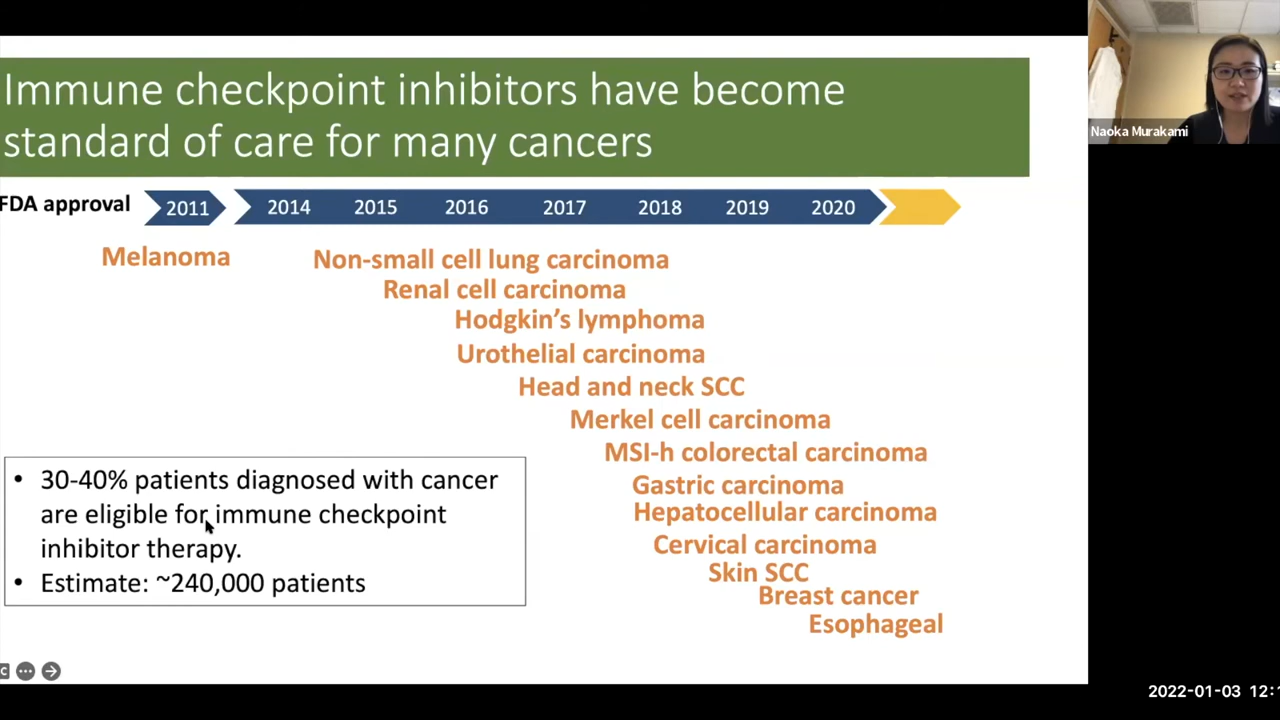 Immune checkpoint inhibitors have become
standard of care for many cancers
Naoka Murakami
FDA approval
2011
2014
2015
2016
2017
2018
2019
2020
Melanoma
Non-small cell lung carcinoma
Renal cell carcinoma
Hodgkin’s lymphoma
Urothelial carcinoma
Head and neck SCC
Merkel cell carcinoma
MSI-h colorectal carcinoma
Gastric carcinoma
Hepatocellular carcinoma
Cervical carcinoma
Skin SCC
Breast cancer
Esophageal
• 30-40% patients diagnosed with cancer
are eligible for immune checkpoint
inhibitor therapy.
• Estimate: ~240,000 patients
2022-01-03 12: